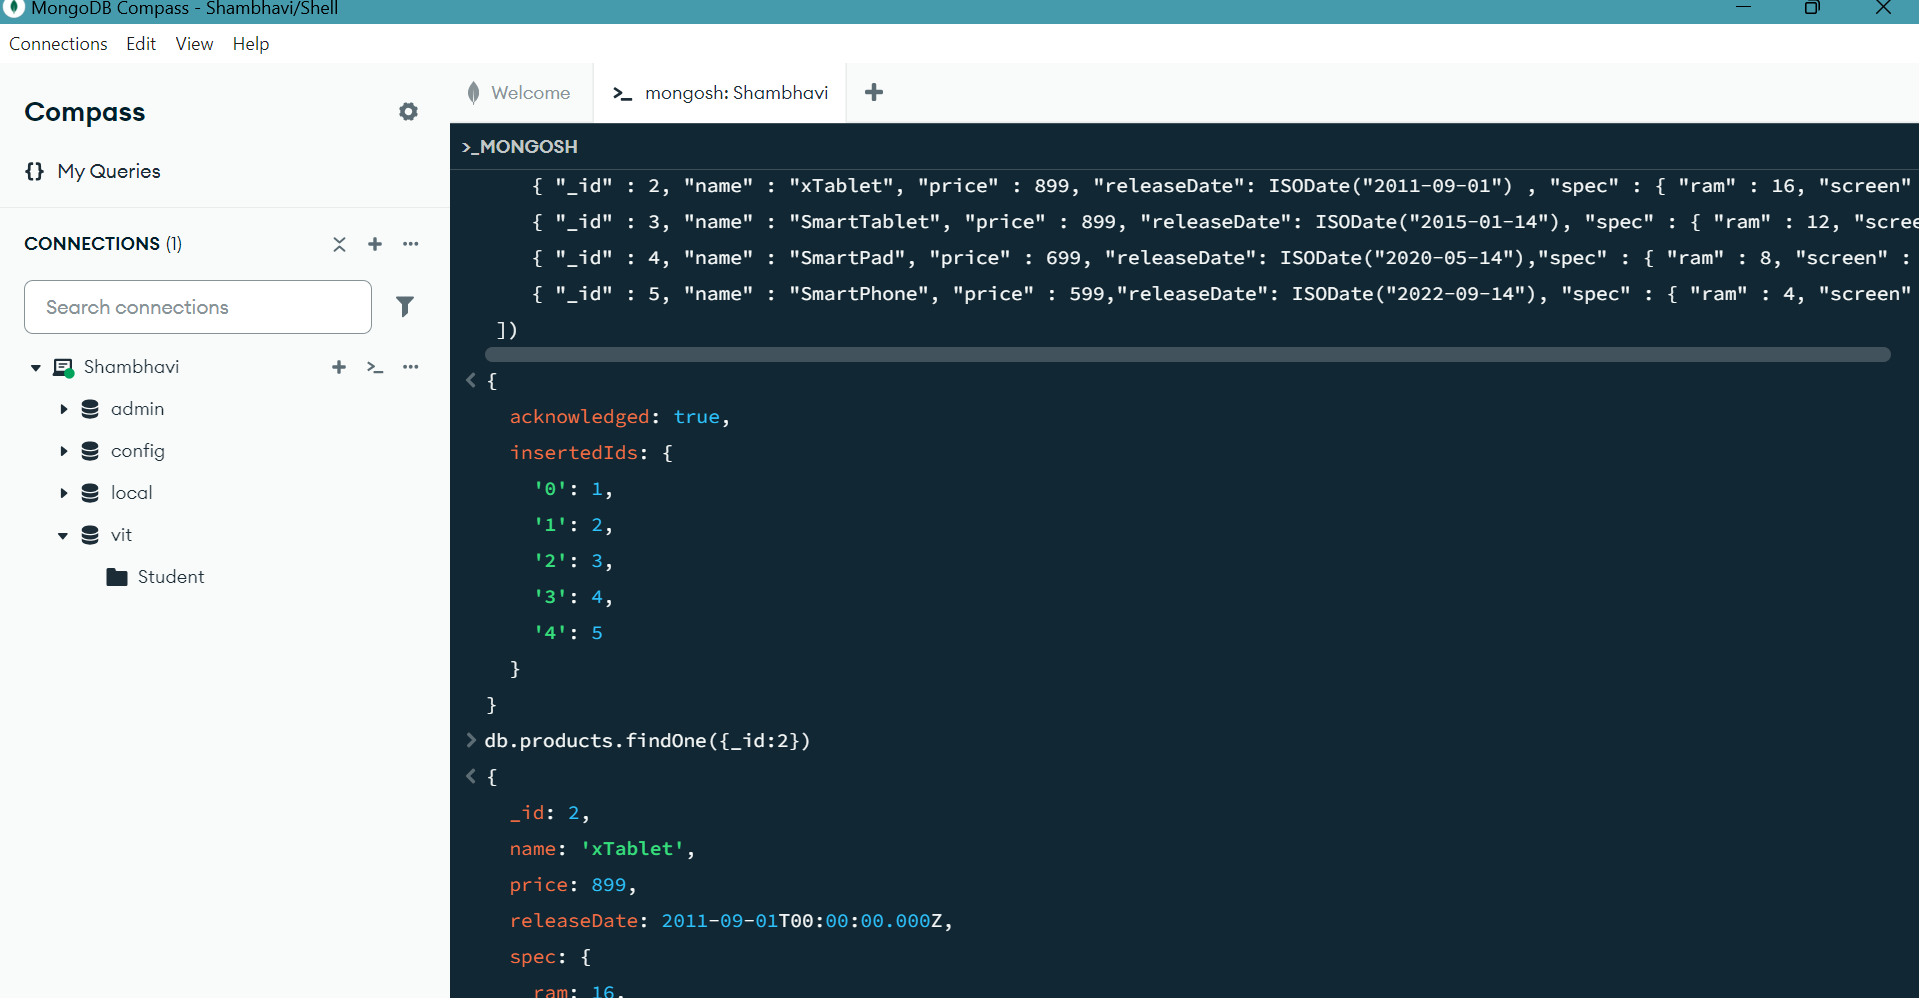 MongoDB Compass - Shambhavi/Shell
Connections Edit View Help
Compass
{} My Queries
CONNECTIONS (1)
Search connections
Shambhavi
admin
config
local
vit
Student
Welcome
>_ mongosh: Shambhavi
>_MONGOSH
{ "_id" : 2, "name" : "xTablet", "price" : 899, "releaseDate": ISODate("2011-09-01") , "spec" : { "ram" : 16, "screen"
{ "_id" : 3, "name" : "SmartTablet", "price" : 899, "releaseDate": ISODate("2015-01-14"), "spec" : { "ram" : 12, "scree
{ "_id" : 4, "name" : "SmartPad", "price" : 699, "releaseDate": ISODate("2020-05-14"),"spec" : { "ram" : 8, "screen" :
{ "_id" : 5, "name" : "SmartPhone", "price" : 599,"releaseDate": ISODate("2022-09-14"), "spec" : { "ram" : 4, "screen"
])
< {
acknowledged: true,
insertedIds: {
'0': 1,
'1': 2,
'2': 3,
'3': 4,
'4': 5
}
}
> db.products.findOne({_id:2})
< {
_id: 2,
name: 'xTablet',
price: 899,
releaseDate: 2011-09-01T00:00:00.000Z,
spec: {
ram: 16,